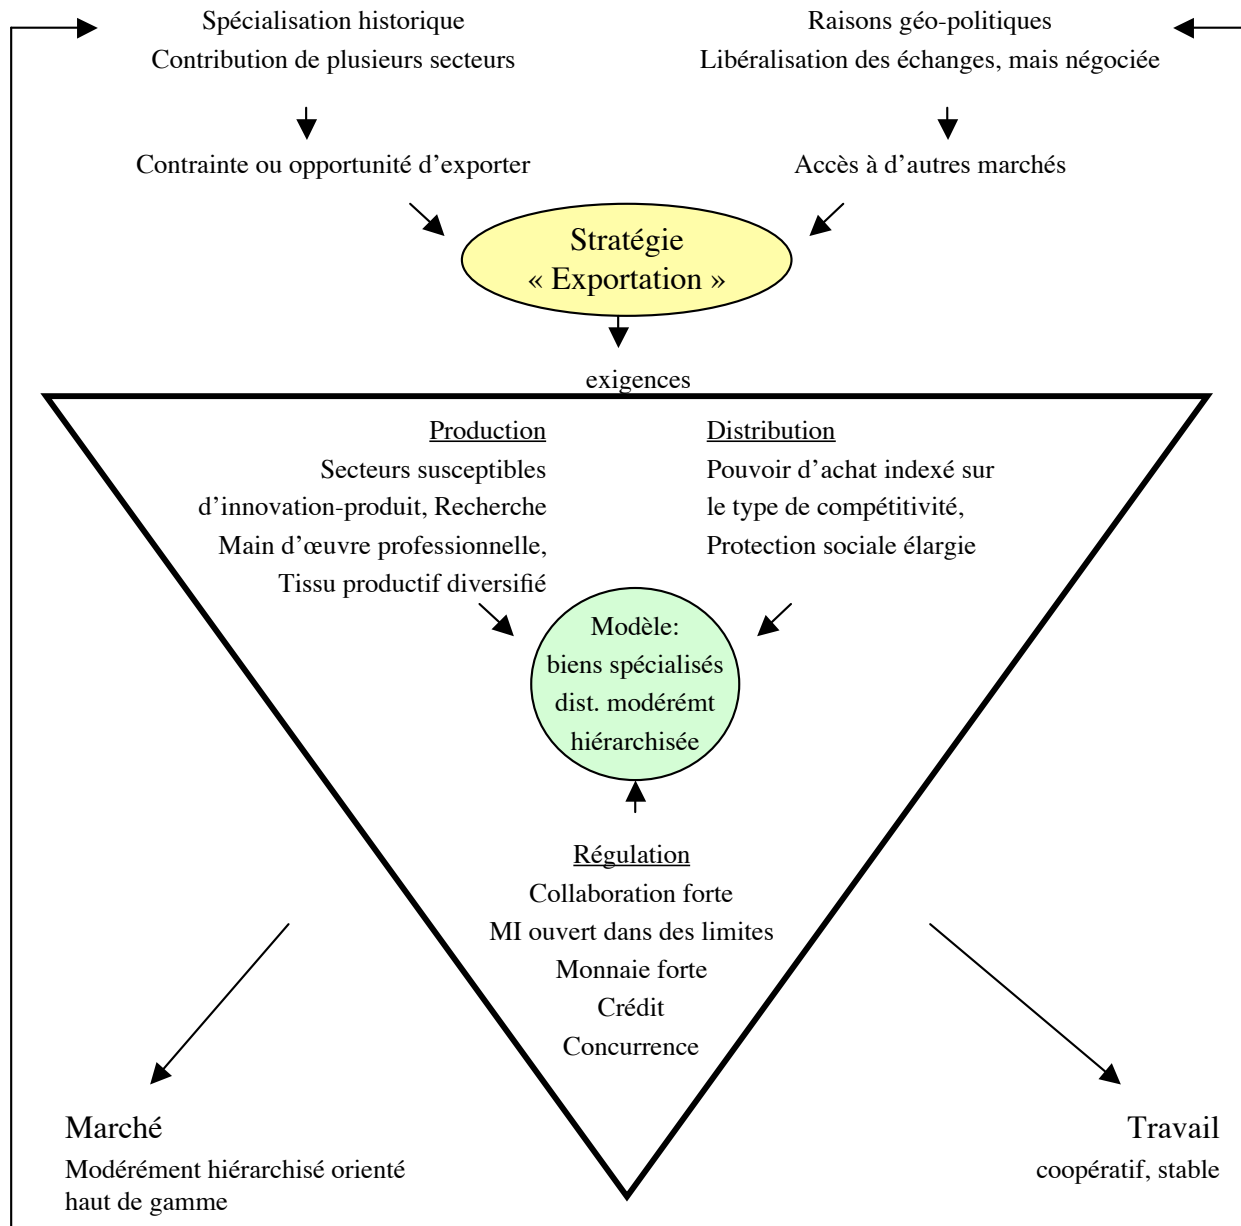 Spécialisation historique
Contribution de plusieurs secteurs
Raisons géo-politiques
Libéralisation des échanges, mais négociée
Contrainte ou opportunité d’exporter
Accès à d’autres marchés
Stratégie
« Exportation »
exigences
Production
Secteurs susceptibles
d’innovation-produit, Recherche
Main d’œuvre professionnelle,
Tissu productif diversifié
Distribution
Pouvoir d’achat indexé sur
le type de compétitivité,
Protection sociale élargie
Modèle:
biens spécialisés
dist. modérémt
hiérarchisée
Régulation
Collaboration forte
MI ouvert dans des limites
Monnaie forte
Crédit
Concurrence
Marché
Modérément hiérarchisé orienté
haut de gamme
Travail
coopératif, stable